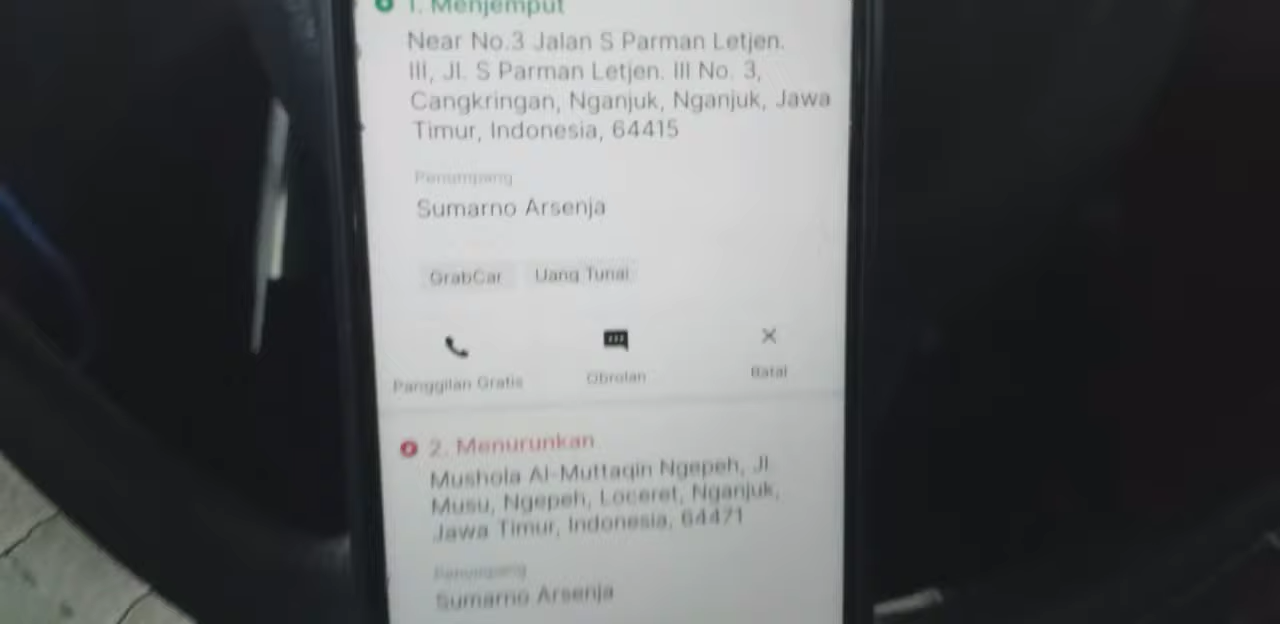 1. Menjemput
Near No.3 Jalan S Parman Letjen.
III, Jl. S Parman Letjen. III No. 3,
Cangkringan, Nganjuk, Nganjuk, Jawa
Timur, Indonesia, 64415
Penumpang
Sumarno Arsenja
GrabCar Uang Tunai
Panggilan Gratis Obrolan Batal
2. Menurunkan
Mushola Al-Muttaqin Ngepeh, Jl.
Musu, Ngepeh, Loceret, Nganjuk,
Jawa Timur, Indonesia, 64471
Penumpang
Sumarno Arsenja